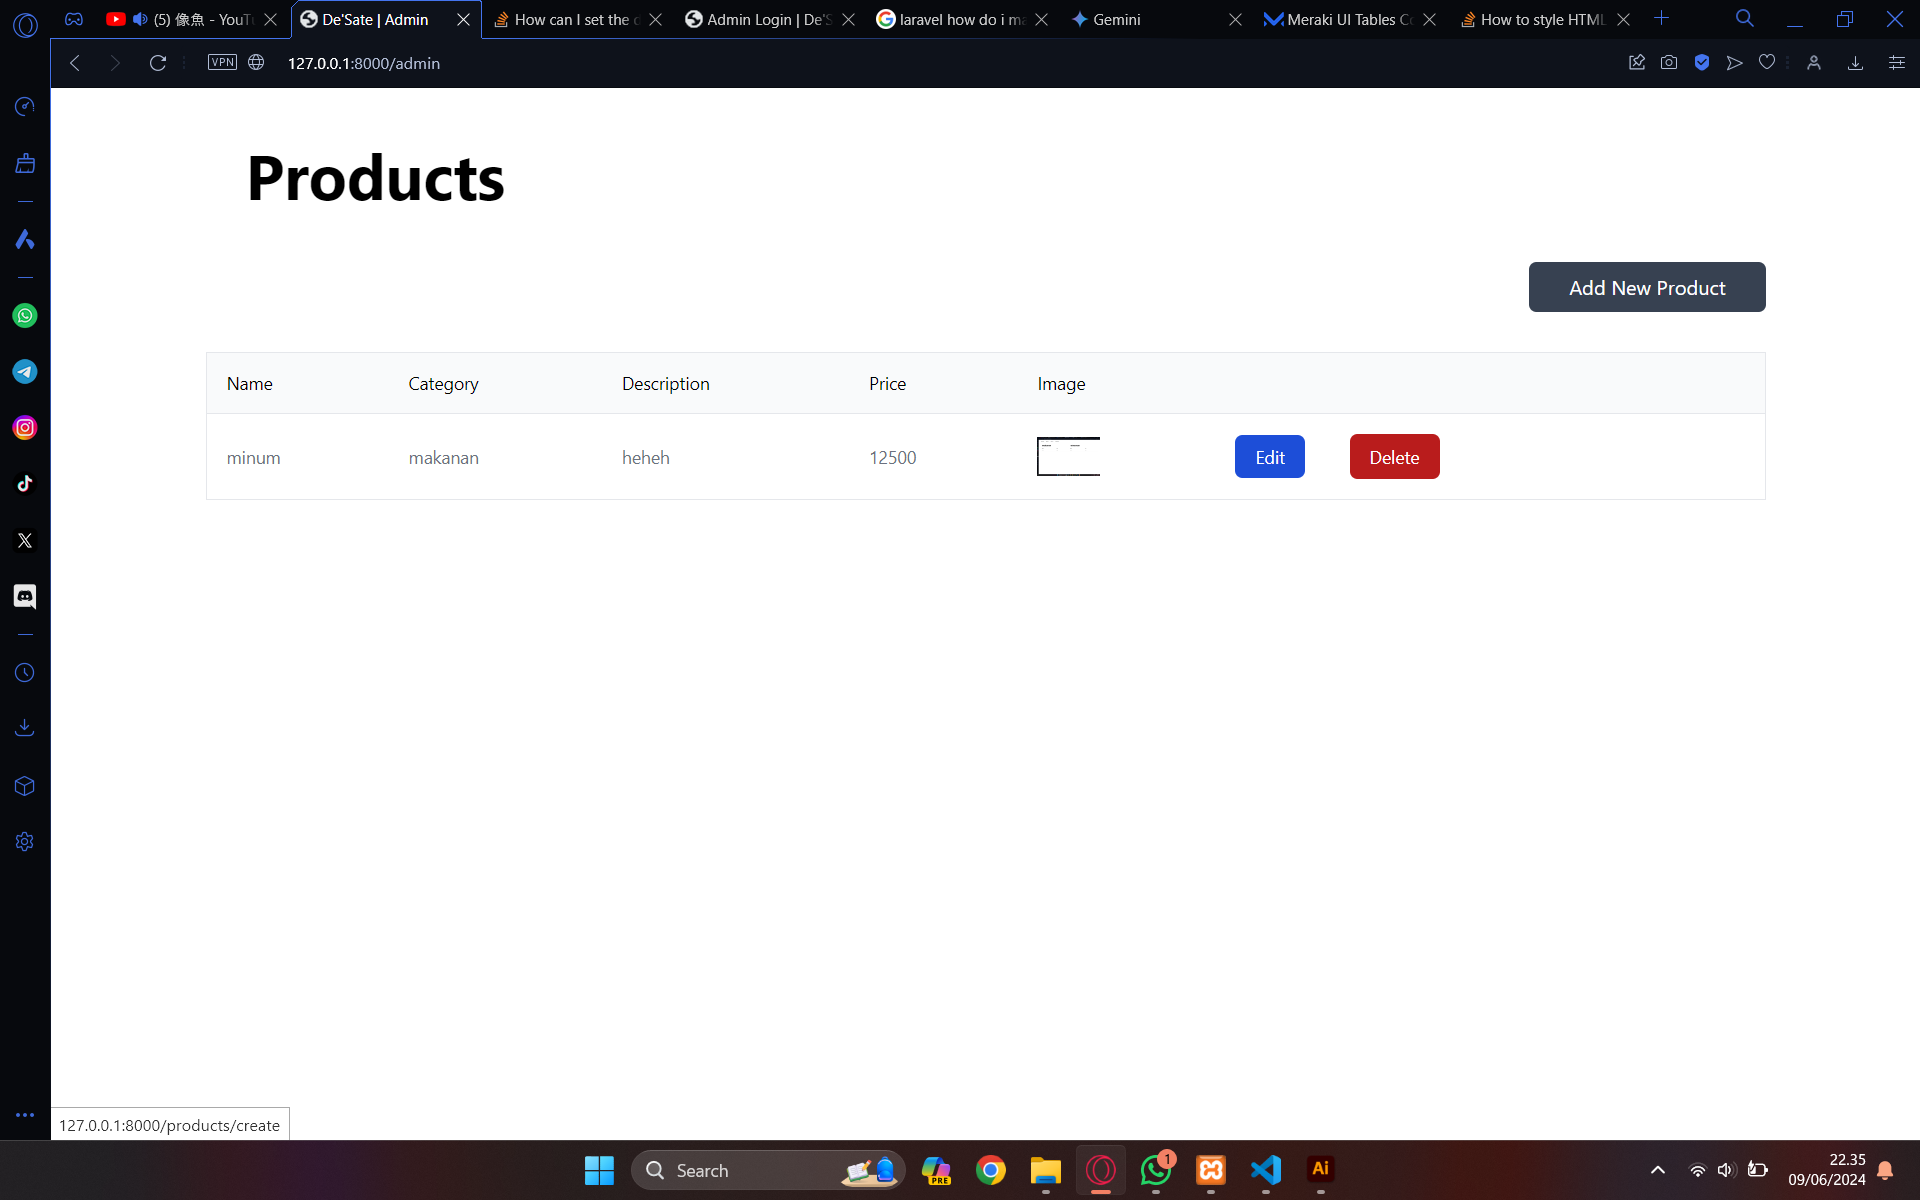 (5) 像魚 - YouTu
De'Sate | Admin
How can I set the
Admin Login | De'S
laravel how do i ma
Gemini
Meraki UI Tables Co
How to style HTML
VPN
127.0.0.1:8000/admin
Products
Add New Product
Name Category Description Price Image
minum makanan heheh 12500 Edit Delete
127.0.0.1:8000/products/create
Search
PRE
1
Ai
22.35
09/06/2024